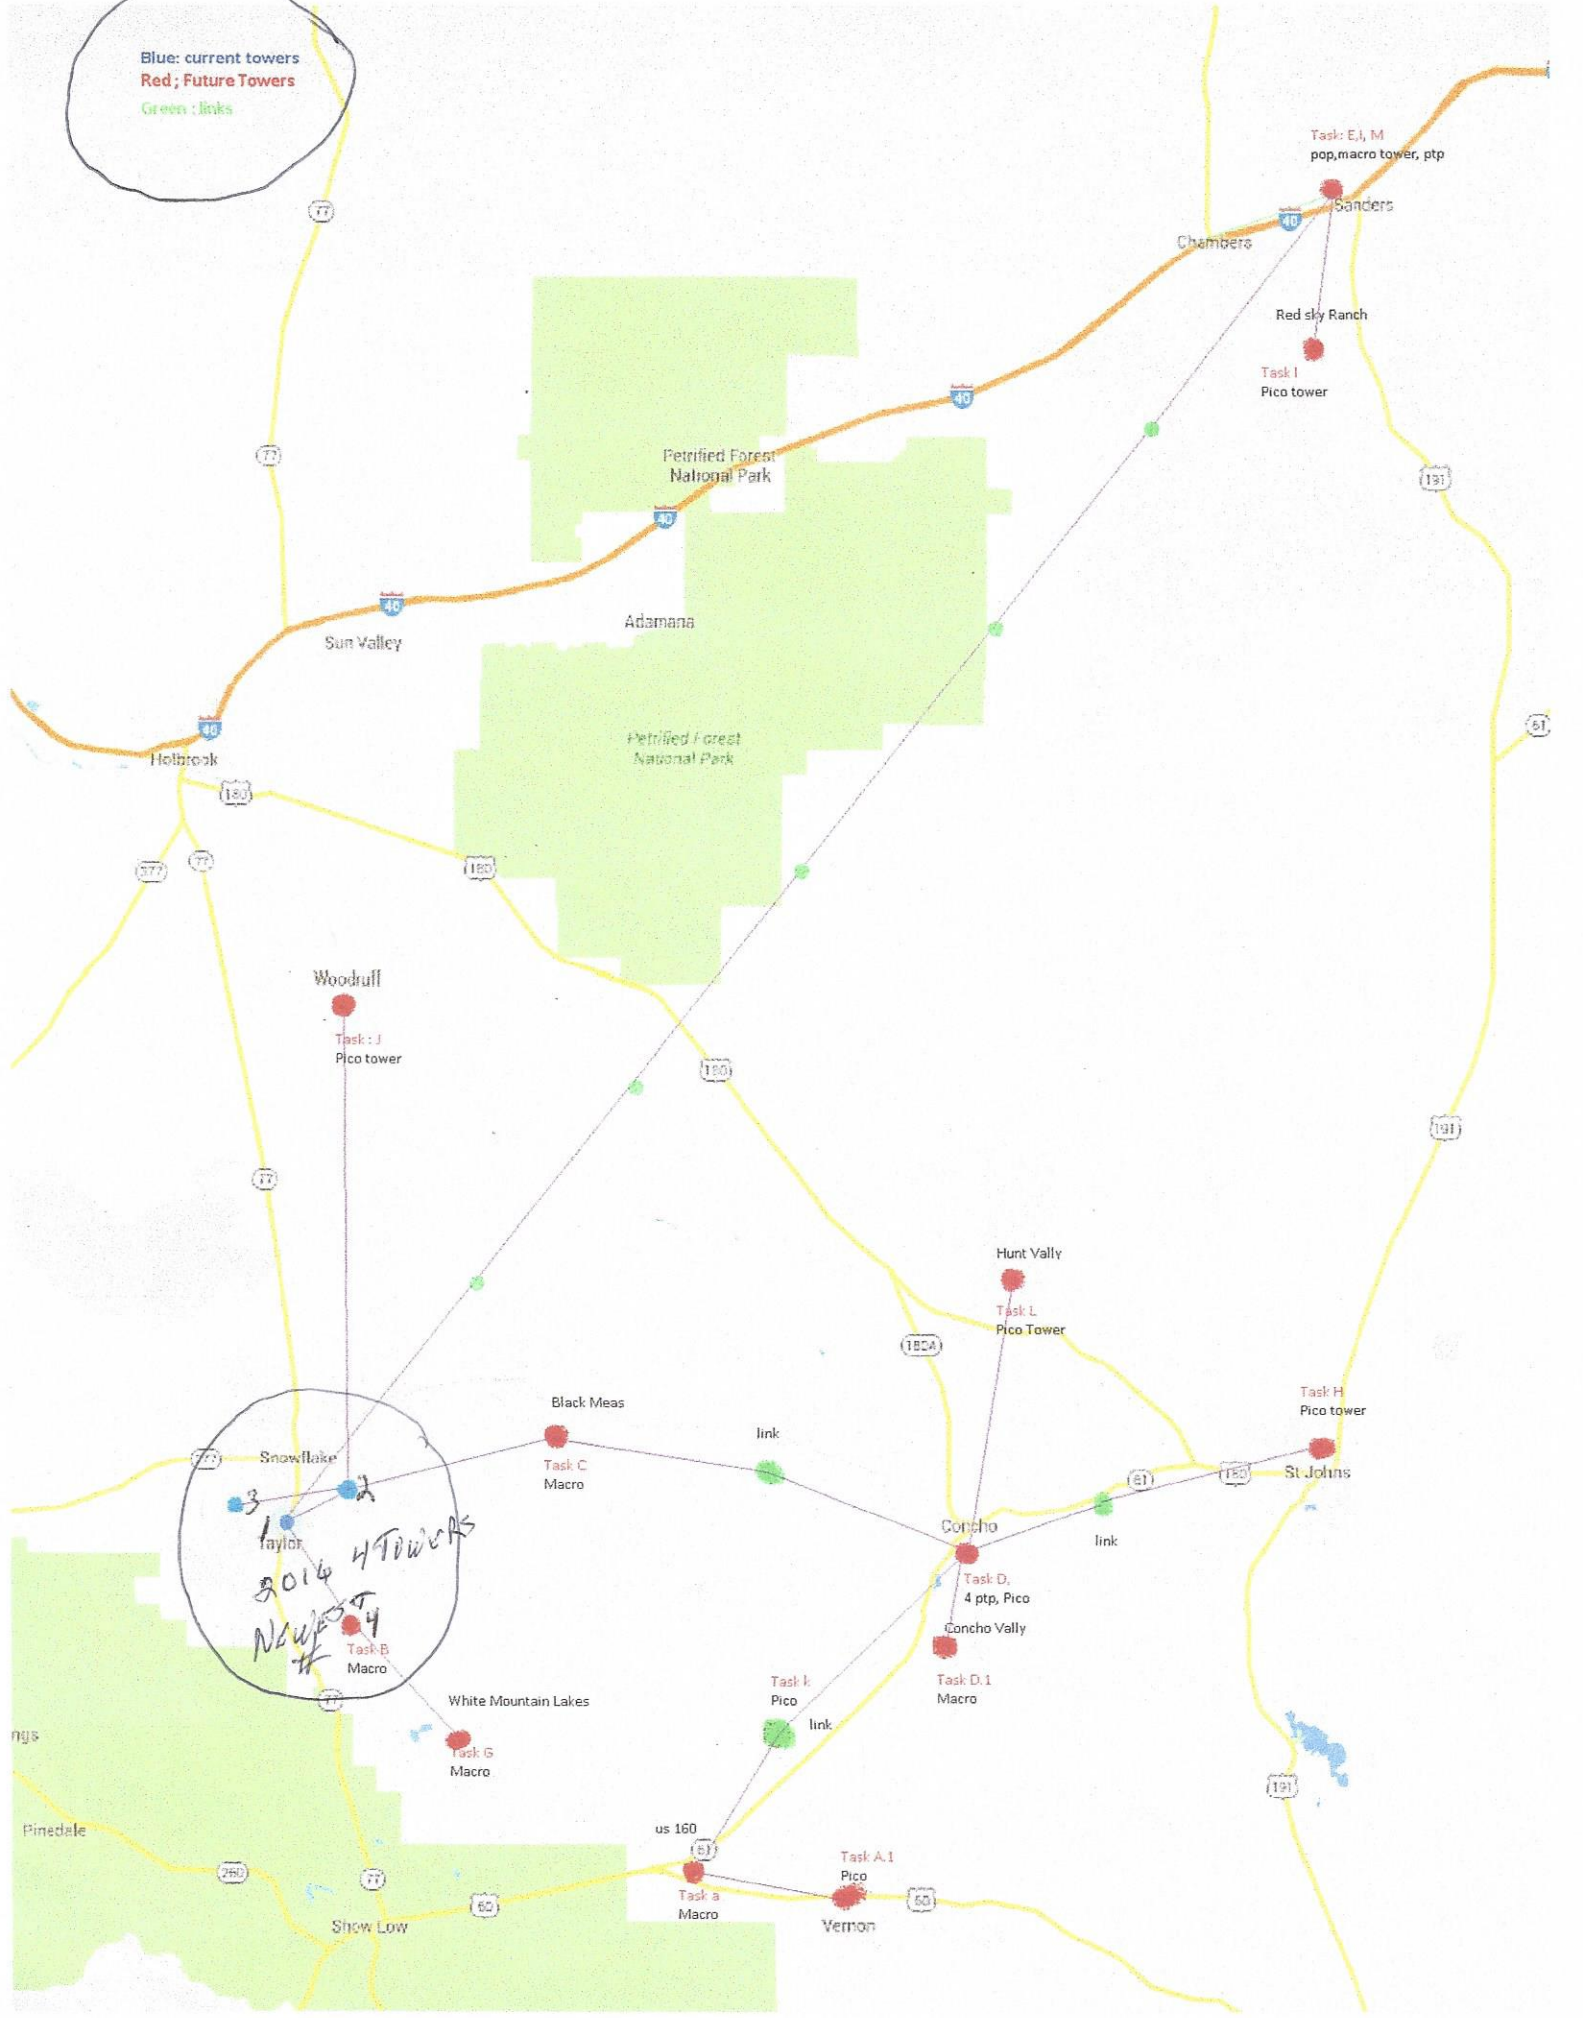 Blue: current towers
Red ; Future Towers
Green : links
77
Task: E,I, M
pop,macro tower, ptp
Sanders
40
Chambers
Red sky Ranch
Task I
Pico tower
40
77
Petrified Forest
National Park
191
40
40
Sun Valley
Adamana
61
40
Holbrook
Petrified Forest
National Park
180
377
77
180
Woodruff
Task : J
Pico tower
180
191
77
Hunt Vally
Task L
Pico Tower
180A
Black Meas
Task C
Macro
link
Task H
Pico tower
277
Snowflake
St Johns
61
180
3
2
1
Taylor
link
Concho
Task D,
4 ptp, Pico
2014 4 TOWERS
NEWEST 4
#
Task B
Macro
Concho Vally
Task D.1
Macro
77
White Mountain Lakes
Task G
Macro
Task k
Pico
link
ngs
191
Pinedale
us 160
61
260
77
Task A.1
Pico
60
Task a
Macro
60
Show Low
Vernon